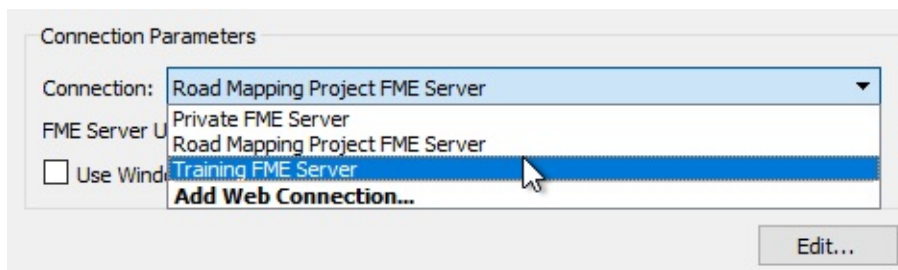 Connection Parameters
Connection: Road Mapping Project FME Server
Private FME Server
FME Server U
Road Mapping Project FME Server
Use Wind
Training FME Server
Add Web Connection...
Edit...